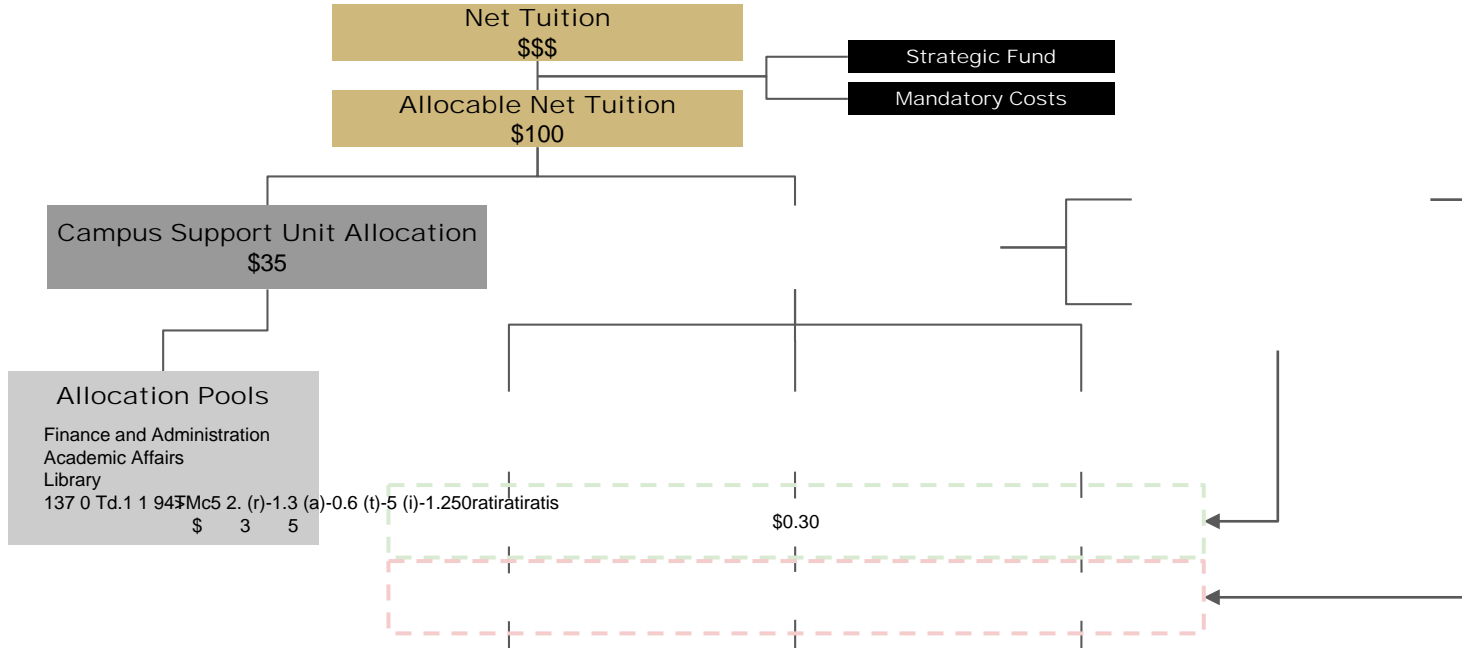 Net Tuition
$$$
Strategic Fund
Mandatory Costs
Allocable Net Tuition
$100
Campus Support Unit Allocation
$35
Allocation Pools
Finance and Administration
Academic Affairs
Library
137 0 Td.1 1 94 Mc5 2. (r)-1.3 (a)-0.6 (t)-5 (i)-1.250ratiratiratis
$ 3 5
$0.30